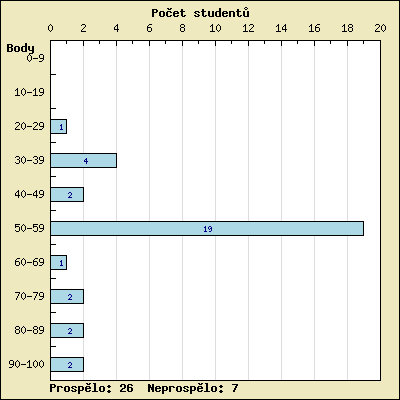 Počet studentů
0 2 4 6 8 10 12 14 16 18 20
Body
0-9
10-19
20-29 1
30-39 4
40-49 2
50-59 19
60-69 1
70-79 2
80-89 2
90-100 2
Prospělo: 26 Neprospělo: 7